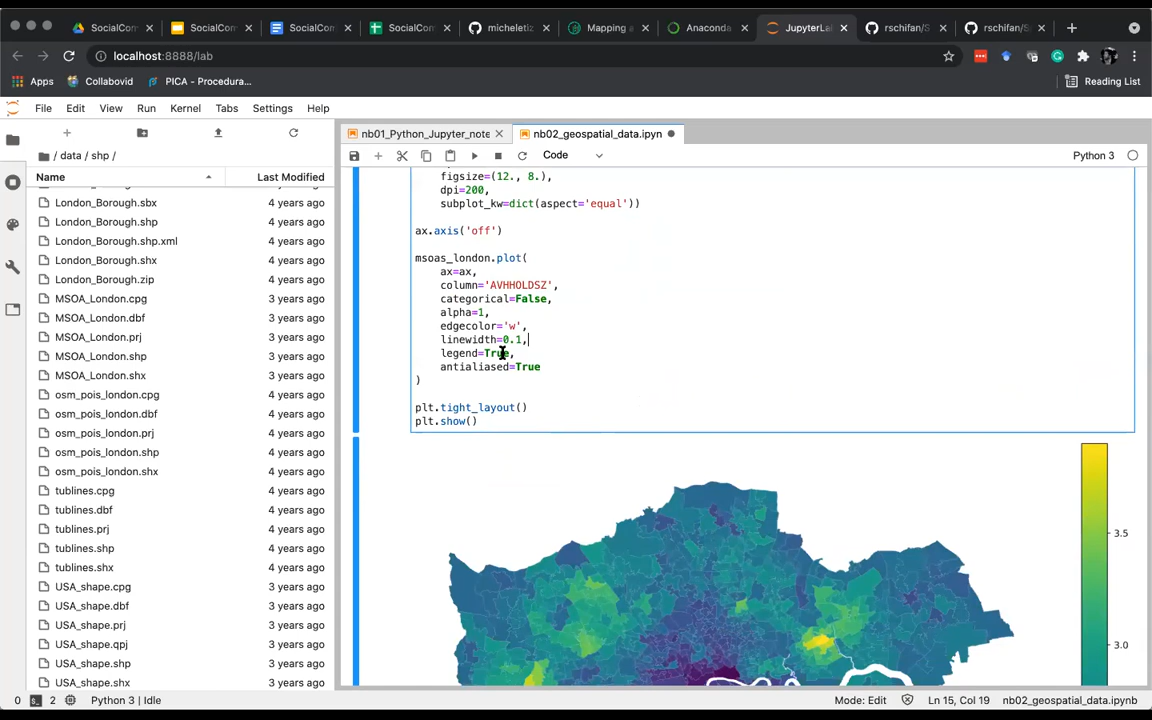 SocialCom
SocialCom
SocialCom
SocialCom
micheletiz
Mapping a
Anaconda
JupyterLa
rschifan/S
rschifan/S
localhost:8888/lab
Apps
Collabovid
PICA - Procedura...
Reading List
File Edit View Run Kernel Tabs Settings Help
nb01_Python_Jupyter_note
nb02_geospatial_data.ipyn
Code
Python 3
/ data / shp /
Name Last Modified
London_Borough.sbx 4 years ago
London_Borough.shp 4 years ago
London_Borough.shp.xml 4 years ago
London_Borough.shx 4 years ago
London_Borough.zip 4 years ago
MSOA_London.cpg 3 years ago
MSOA_London.dbf 3 years ago
MSOA_London.prj 3 years ago
MSOA_London.shp 3 years ago
MSOA_London.shx 3 years ago
osm_pois_london.cpg 4 years ago
osm_pois_london.dbf 4 years ago
osm_pois_london.prj 4 years ago
osm_pois_london.shp 4 years ago
osm_pois_london.shx 4 years ago
tublines.cpg 4 years ago
tublines.dbf 4 years ago
tublines.prj 4 years ago
tublines.shp 4 years ago
tublines.shx 4 years ago
USA_shape.cpg 3 years ago
USA_shape.dbf 3 years ago
USA_shape.prj 3 years ago
USA_shape.qpj 3 years ago
USA_shape.shp 3 years ago
USA_shape.shx 3 years ago
figsize=(12., 8.),
dpi=200,
subplot_kw=dict(aspect='equal'))
ax.axis('off')
msoas_london.plot(
ax=ax,
column='AVHHOLDSZ',
categorical=False,
alpha=1,
edgecolor='w',
linewidth=0.1,
legend=True,
antialiased=True
)
plt.tight_layout()
plt.show()
3.5
3.0
0 2 Python 3 | Idle
Mode: Edit Ln 15, Col 19 nb02_geospatial_data.ipynb